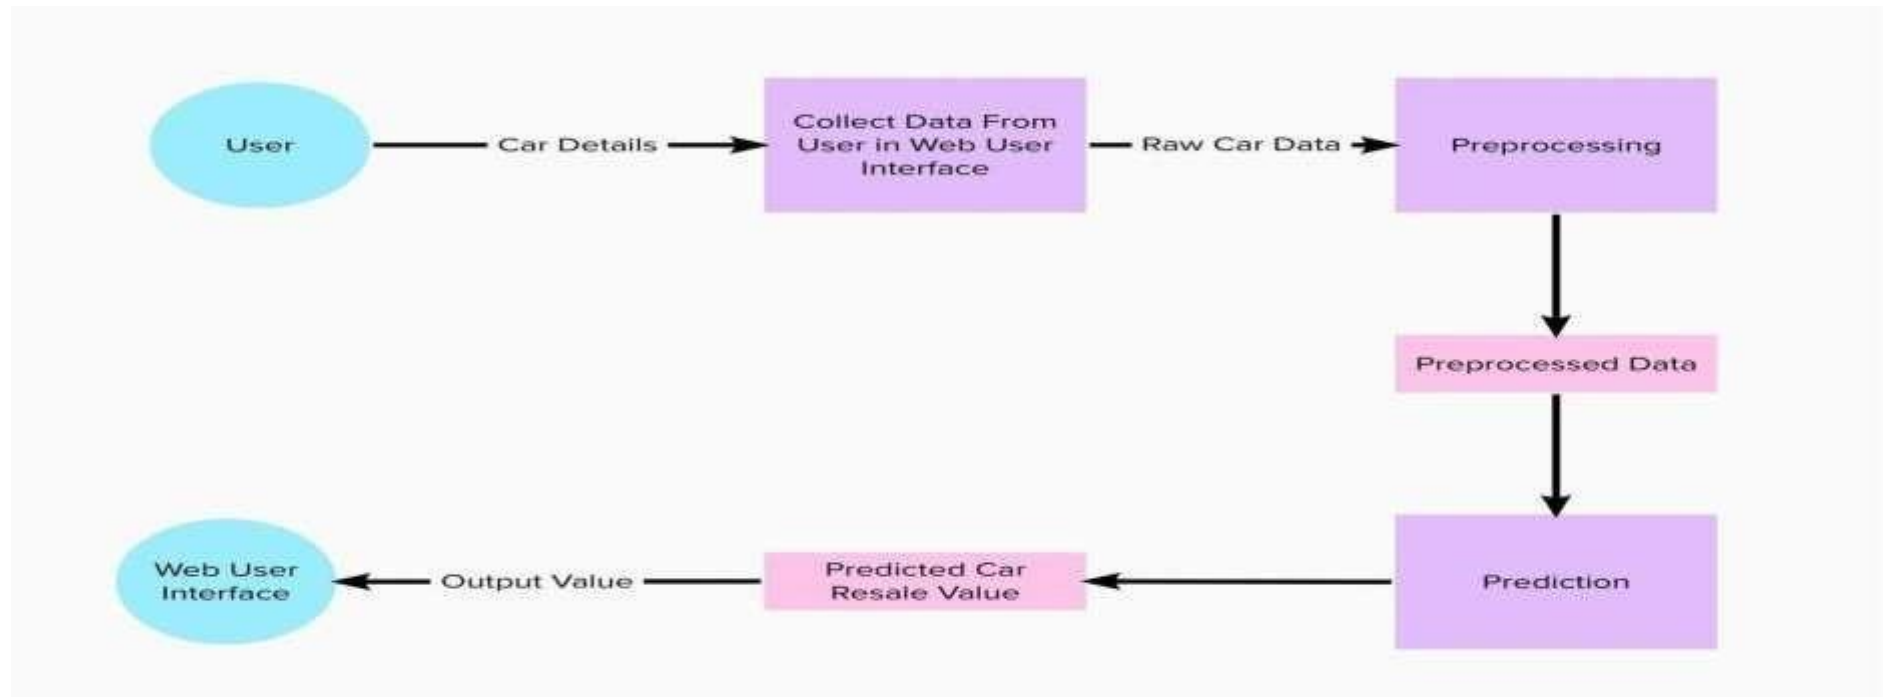 User
Car Details
Collect Data From
User in Web User
Interface
Raw Car Data
Preprocessing
Preprocessed Data
Prediction
Predicted Car
Resale Value
Output Value
Web User
Interface